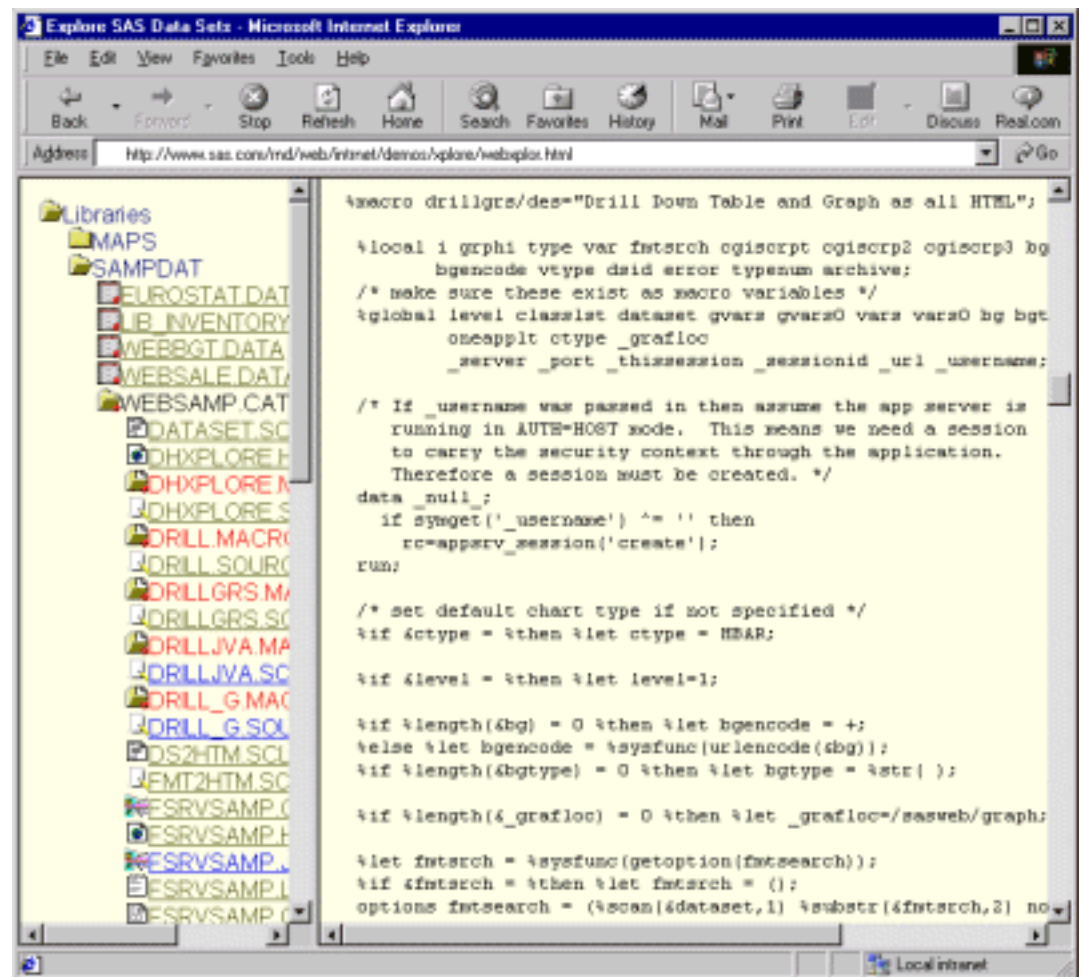 Explore SAS Data Sets - Microsoft Internet Explorer
File Edit View Favorites Tools Help
Back Forward Stop Refresh Home Search Favorites History Mail Print Edit Discuss Real.com
Address http://www.sas.com/rnd/web/intrnet/demos/xplore/webxplor.html Go
Libraries
MAPS
SAMPDAT
EUROSTAT.DAT
LIB_INVENTORY
WEBBGT.DATA
WEBSALE.DATA
WEBSAMP.CAT
DATASET.SC
DHXPLORE.H
DHXPLORE.M
DHXPLORE.S
DRILL.MACRO
DRILL.SOURC
DRILLGRS.MA
DRILLGRS.SO
DRILLJVA.MA
DRILLJVA.SC
DRILL_G.MAC
DRILL_G.SOU
DS2HTM.SCL
FMT2HTM.SC
FSRVSAMP.C
FSRVSAMP.H
FSRVSAMP.J
FSRVSAMP.L
FSRVSAMP.O
%macro drillgrs/des="Drill Down Table and Graph as all HTML";
%local i grphi type var fmtsrch cgiscrpt cgiscrp2 cgiscrp3 bg
bgencode vtype dsid error typenum archive;
/* make sure these exist as macro variables */
%global level classlst dataset gvars gvars0 vars vars0 bg bgt
oneapplt ctype _grafloc
_server _port _thissession _sessionid _url _username;
/* If _username was passed in then assume the app server is
running in AUTH=HOST mode. This means we need a session
to carry the security context through the application.
Therefore a session must be created. */
data _null_;
if symget('_username') ^= '' then
rc=appsrv_session('create');
run;
/* set default chart type if not specified */
%if &ctype = %then %let ctype = HBAR;
%if &level = %then %let level=1;
%if %length(&bg) = 0 %then %let bgencode = +;
%else %let bgencode = %sysfunc(urlencode(&bg));
%if %length(&bgtype) = 0 %then %let bgtype = %str( );
%if %length(&_grafloc) = 0 %then %let _grafloc=/sasweb/graph;
%let fmtsrch = %sysfunc(getoption(fmtsearch));
%if &fmtsrch = %then %let fmtsrch = ();
options fmtsearch = (%scan(&dataset,1) %substr(&fmtsrch,2) no
Local intranet